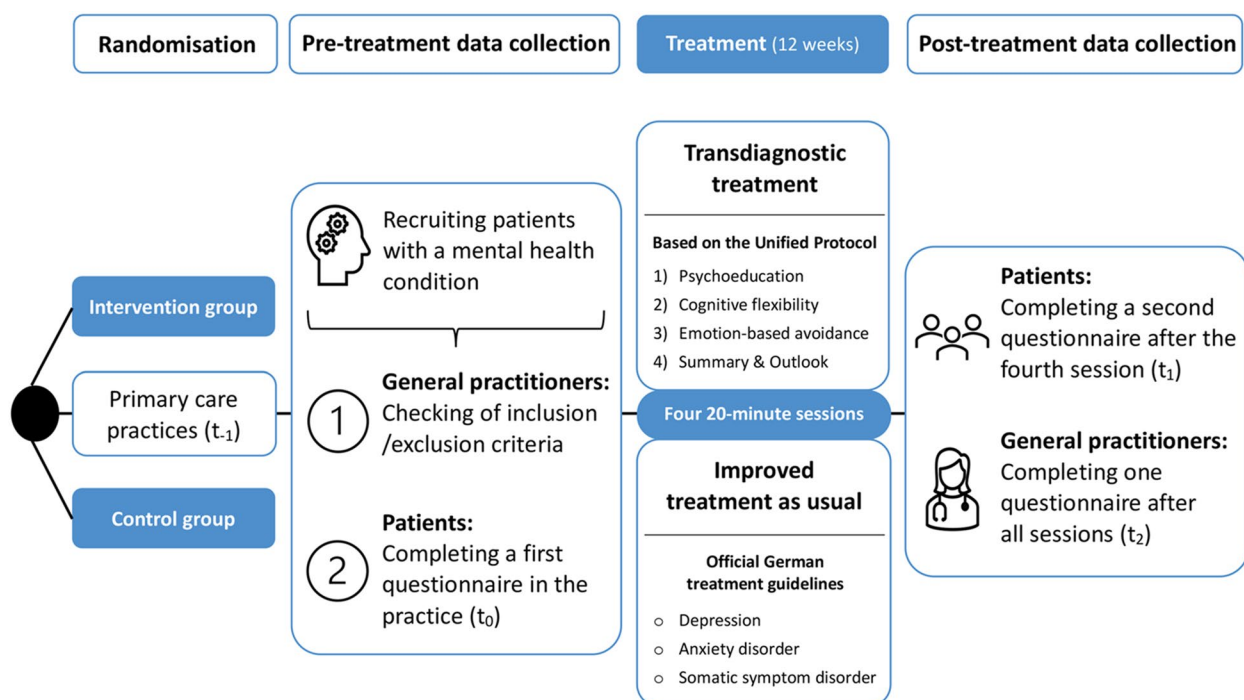 Randomisation
Pre-treatment data collection
Treatment (12 weeks)
Post-treatment data collection
Intervention group
Primary care
practices (t-1)
Control group
Recruiting patients
with a mental health
condition
1
General practitioners:
Checking of inclusion
/exclusion criteria
2
Patients:
Completing a first
questionnaire in the
practice (t0)
Transdiagnostic
treatment
Based on the Unified Protocol
1) Psychoeducation
2) Cognitive flexibility
3) Emotion-based avoidance
4) Summary & Outlook
Four 20-minute sessions
Improved
treatment as usual
Official German
treatment guidelines
o Depression
o Anxiety disorder
o Somatic symptom disorder
Patients:
Completing a second
questionnaire after the
fourth session (t1)
General practitioners:
Completing one
questionnaire after
all sessions (t2)